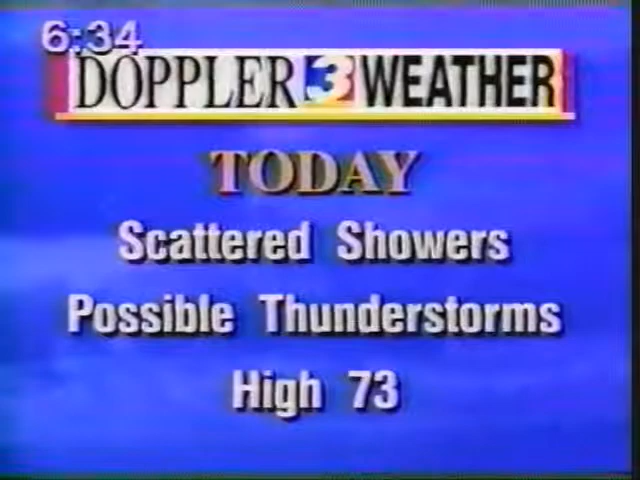 6:34
DOPPLER 3 WEATHER
TODAY
Scattered Showers
Possible Thunderstorms
High 73